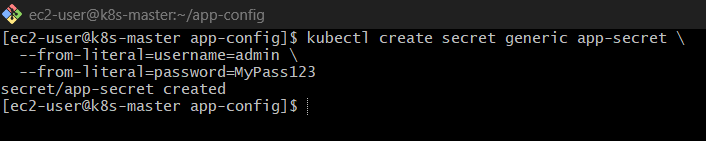 ec2-user@k8s-master:~/app-config
[ec2-user@k8s-master app-config]$ kubectl create secret generic app-secret \
  --from-literal=username=admin \
  --from-literal=password=MyPass123
secret/app-secret created
[ec2-user@k8s-master app-config]$